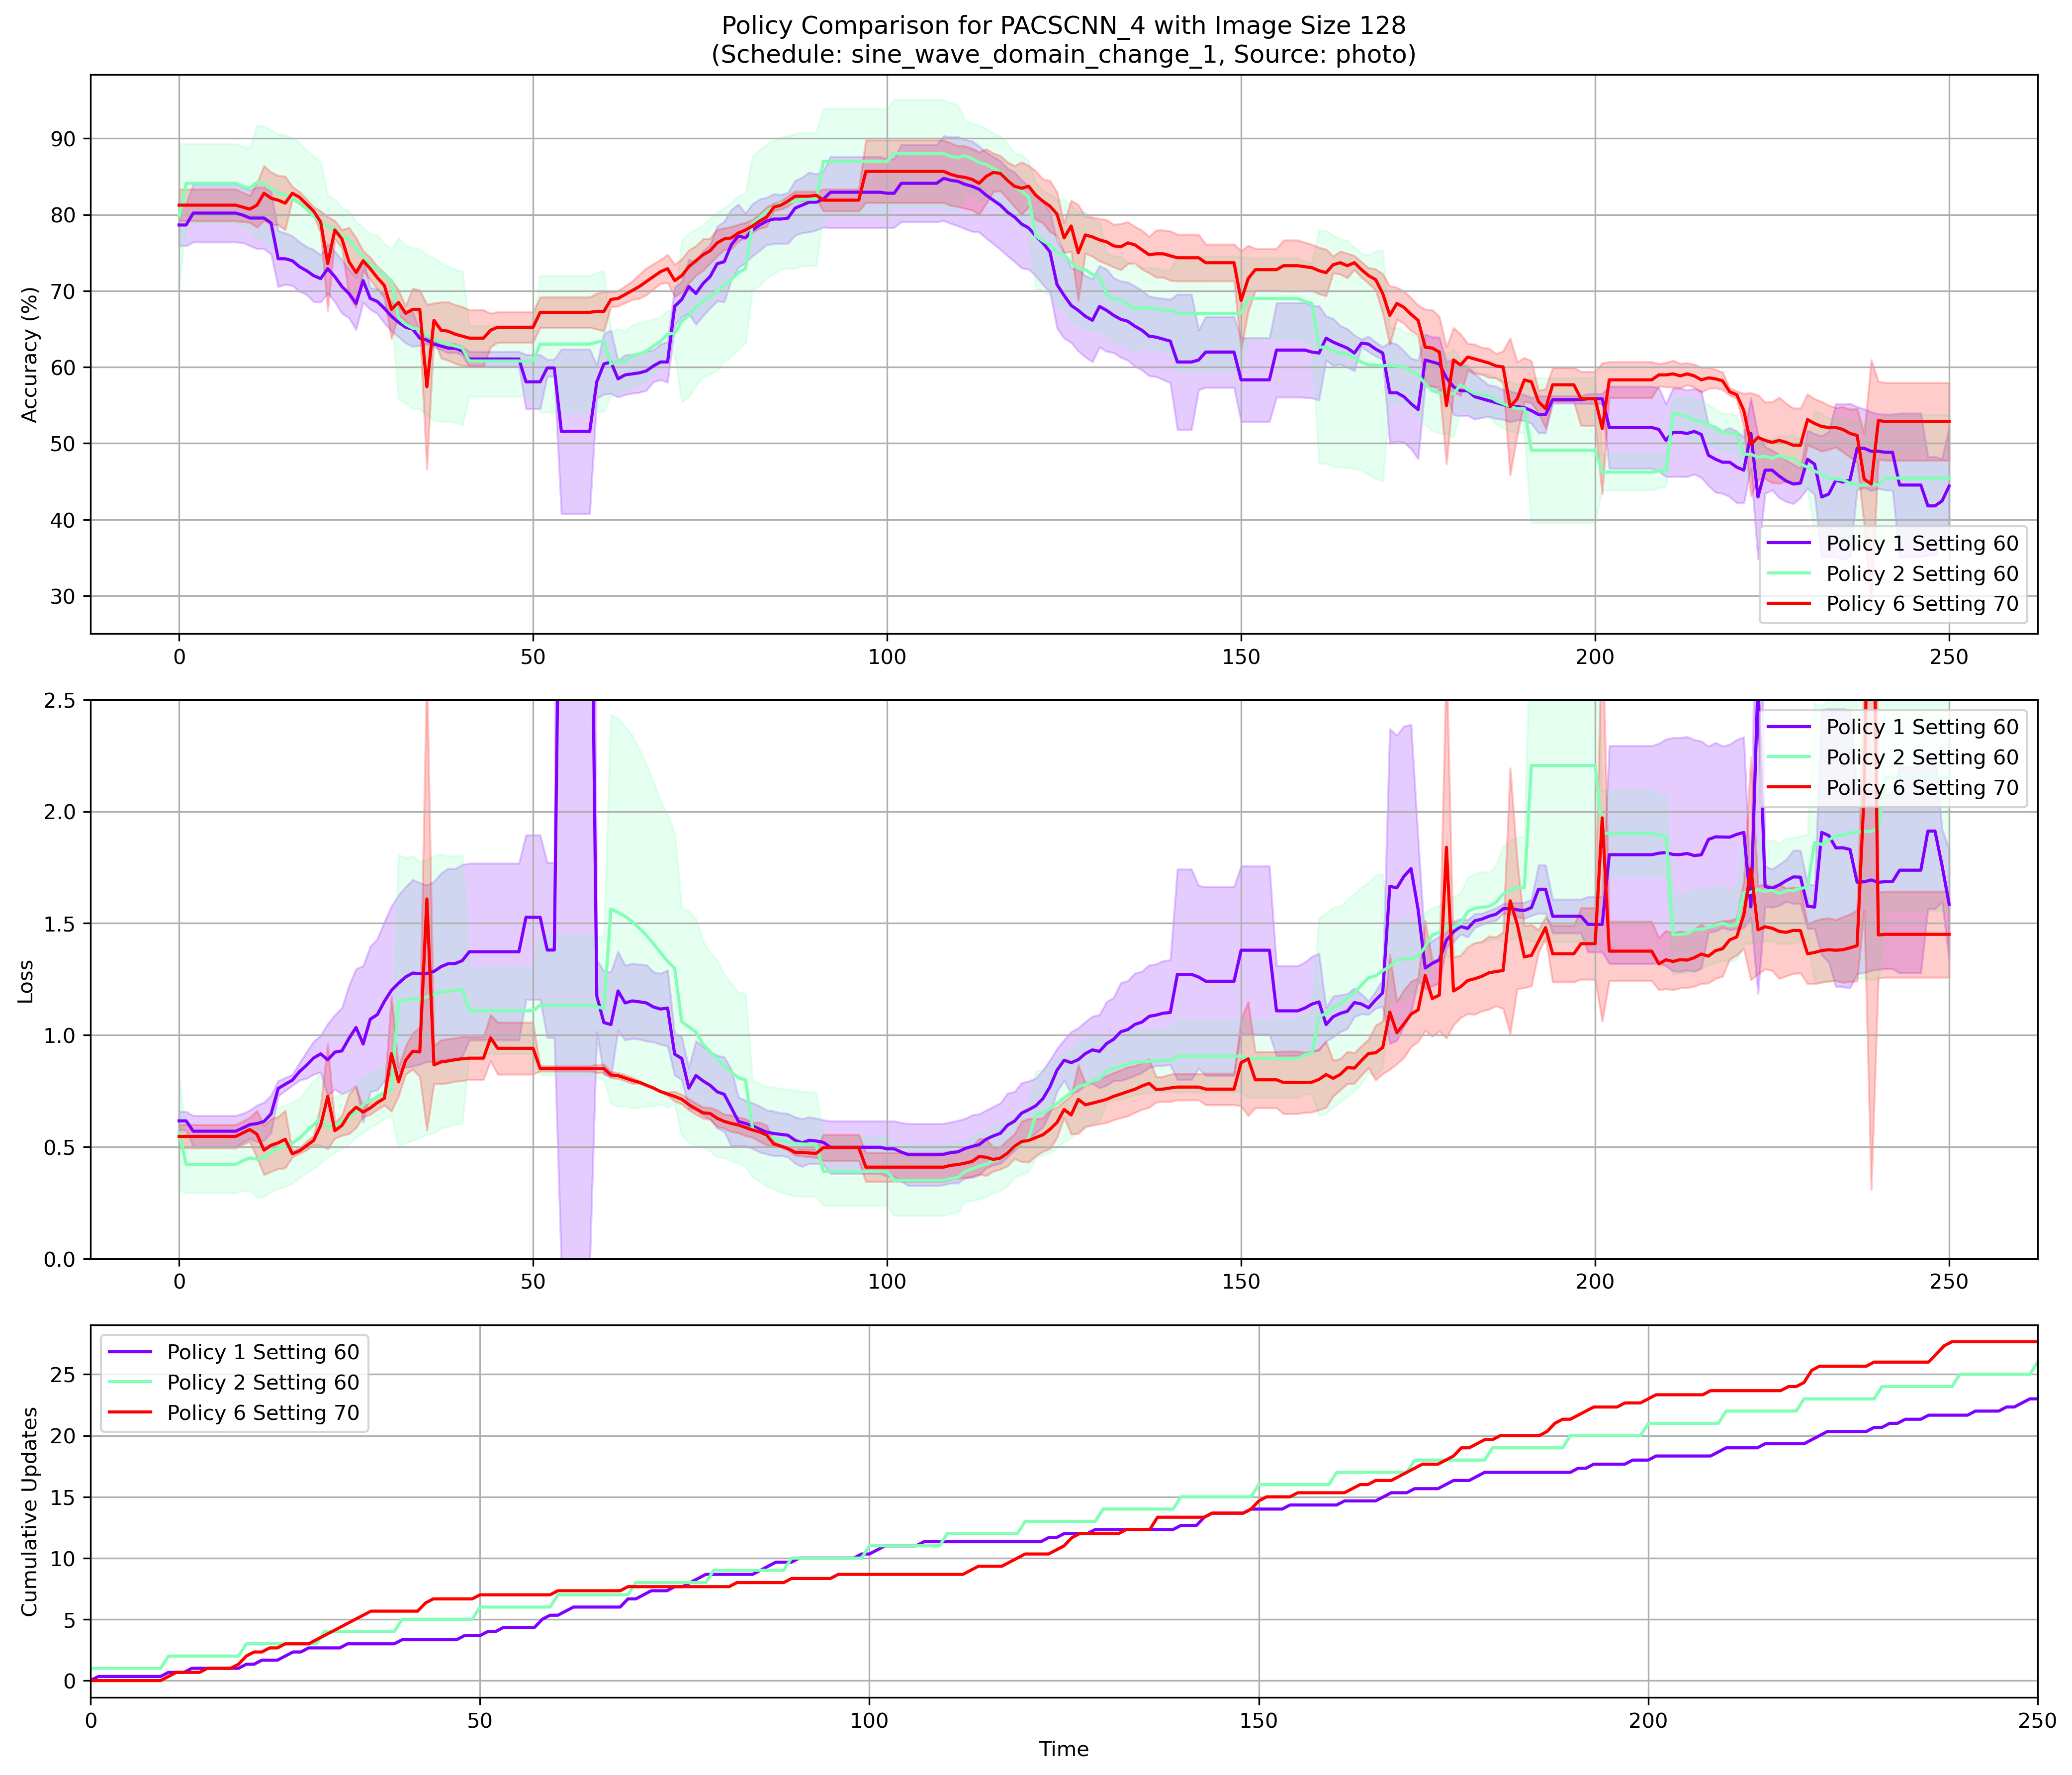 Policy Comparison for PACSCNN_4 with Image Size 128
(Schedule: sine_wave_domain_change_1, Source: photo)
Accuracy (%)
90
80
70
60
50
40
30
Policy 1 Setting 60
Policy 2 Setting 60
Policy 6 Setting 70
0 50 100 150 200 250
Loss
2.5
2.0
1.5
1.0
0.5
0.0
Policy 1 Setting 60
Policy 2 Setting 60
Policy 6 Setting 70
0 50 100 150 200 250
Cumulative Updates
25
20
15
10
5
0
Policy 1 Setting 60
Policy 2 Setting 60
Policy 6 Setting 70
0 50 100 150 200 250
Time